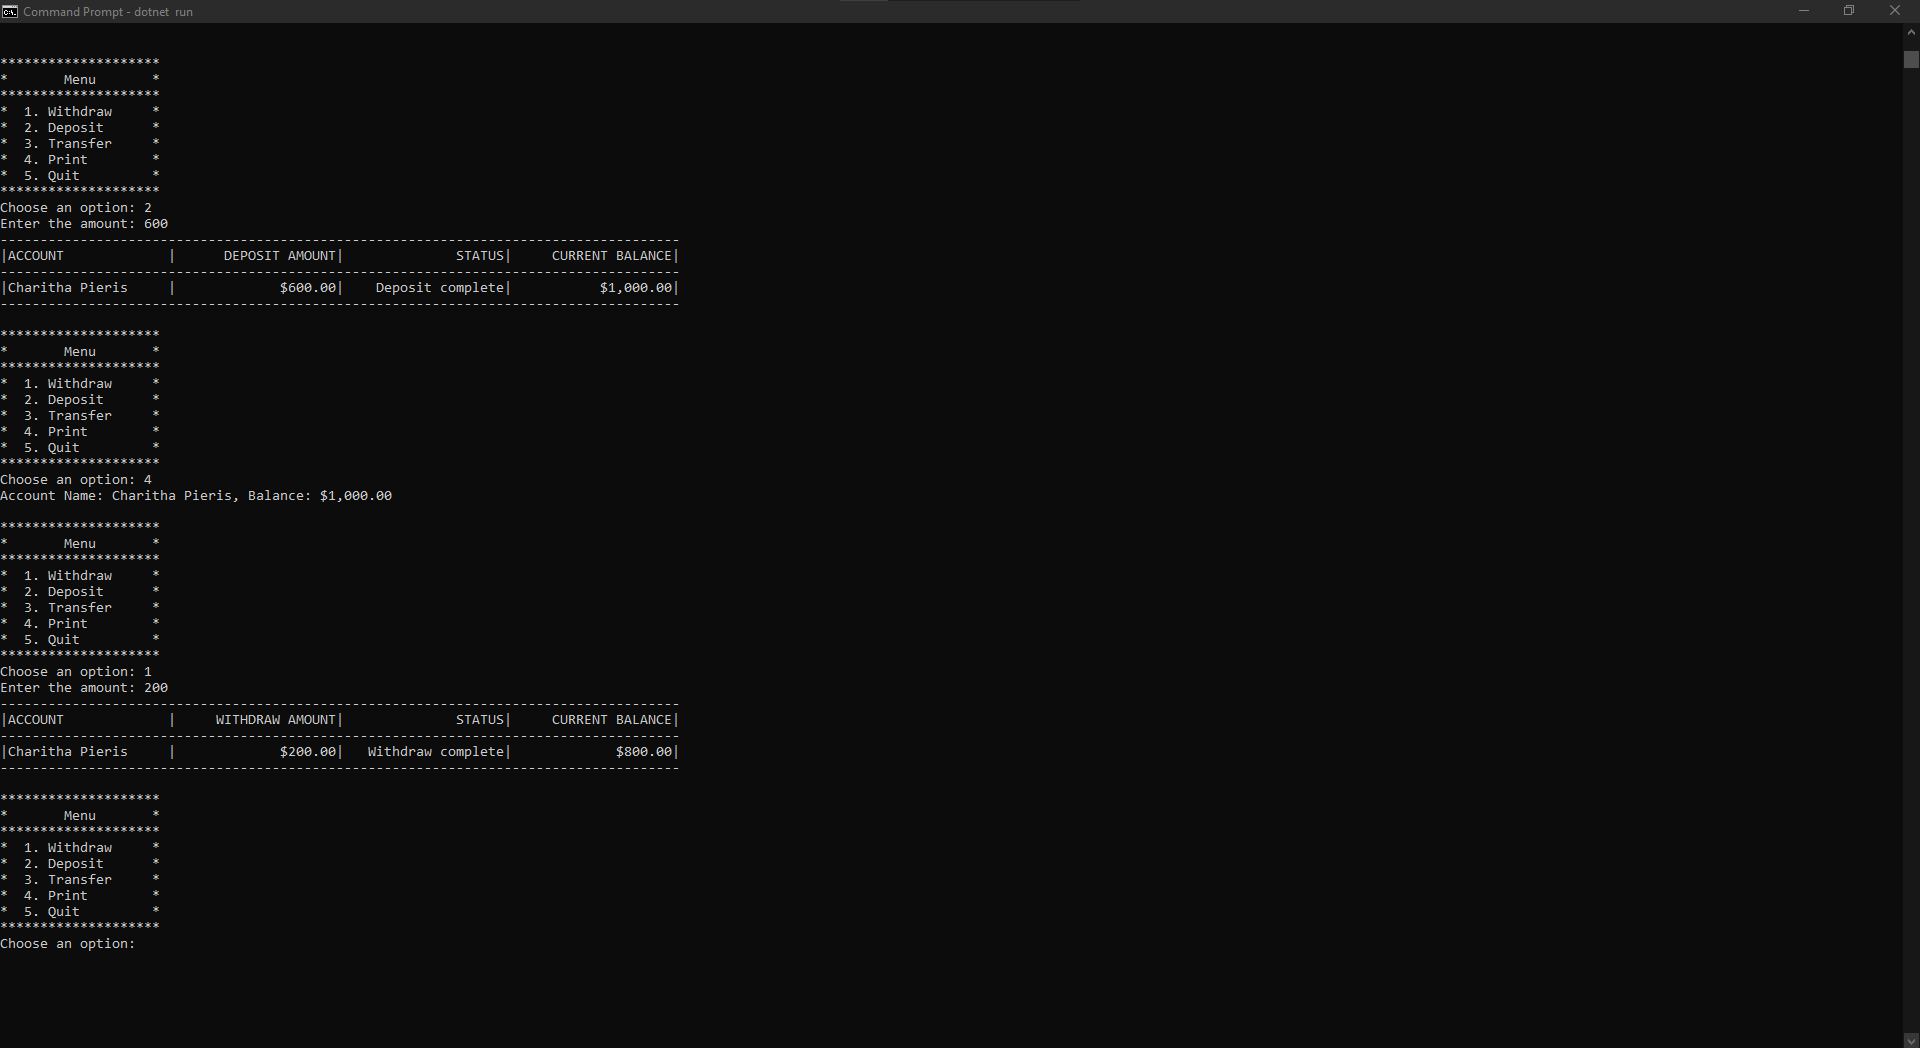 Command Prompt - dotnet  run
********************
*       Menu       *
********************
*  1. Withdraw     *
*  2. Deposit      *
*  3. Transfer     *
*  4. Print        *
*  5. Quit         *
********************
Choose an option: 2
Enter the amount: 600
-------------------------------------------------------------------------------------
|ACCOUNT             |      DEPOSIT AMOUNT|              STATUS|     CURRENT BALANCE|
-------------------------------------------------------------------------------------
|Charitha Pieris     |             $600.00|    Deposit complete|           $1,000.00|
-------------------------------------------------------------------------------------
********************
*       Menu       *
********************
*  1. Withdraw     *
*  2. Deposit      *
*  3. Transfer     *
*  4. Print        *
*  5. Quit         *
********************
Choose an option: 4
Account Name: Charitha Pieris, Balance: $1,000.00
********************
*       Menu       *
********************
*  1. Withdraw     *
*  2. Deposit      *
*  3. Transfer     *
*  4. Print        *
*  5. Quit         *
********************
Choose an option: 1
Enter the amount: 200
-------------------------------------------------------------------------------------
|ACCOUNT             |     WITHDRAW AMOUNT|              STATUS|     CURRENT BALANCE|
-------------------------------------------------------------------------------------
|Charitha Pieris     |             $200.00|   Withdraw complete|             $800.00|
-------------------------------------------------------------------------------------
********************
*       Menu       *
********************
*  1. Withdraw     *
*  2. Deposit      *
*  3. Transfer     *
*  4. Print        *
*  5. Quit         *
********************
Choose an option: